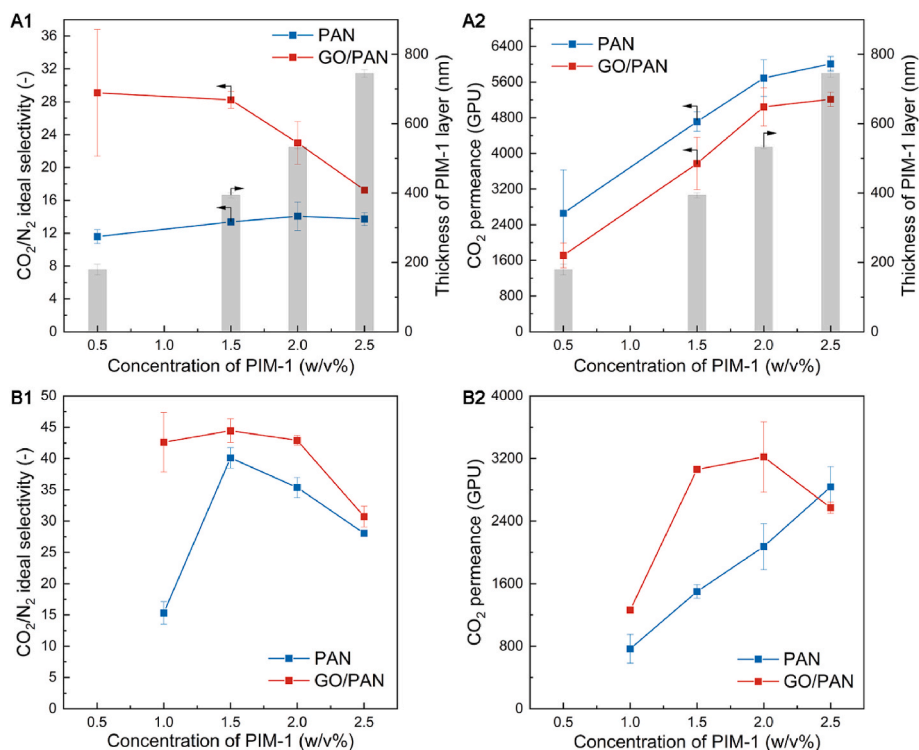 A1
PAN
GO/PAN
CO2/N2 ideal selectivity (-)
36
32
28
24
20
16
12
8
4
0
800
600
400
200
0
Thickness of PIM-1 layer (nm)
0.5 1.0 1.5 2.0 2.5
Concentration of PIM-1 (w/v%)
A2
PAN
GO/PAN
CO2 permeance (GPU)
6400
5600
4800
4000
3200
2400
1600
800
0
800
600
400
200
0
Thickness of PIM-1 layer (nm)
0.5 1.0 1.5 2.0 2.5
Concentration of PIM-1 (w/v%)
B1
CO2/N2 ideal selectivity (-)
50
45
40
35
30
25
20
15
10
5
0
PAN
GO/PAN
0.5 1.0 1.5 2.0 2.5
Concentration of PIM-1 (w/v%)
B2
CO2 permeance (GPU)
4000
3200
2400
1600
800
0
PAN
GO/PAN
0.5 1.0 1.5 2.0 2.5
Concentration of PIM-1 (w/v%)